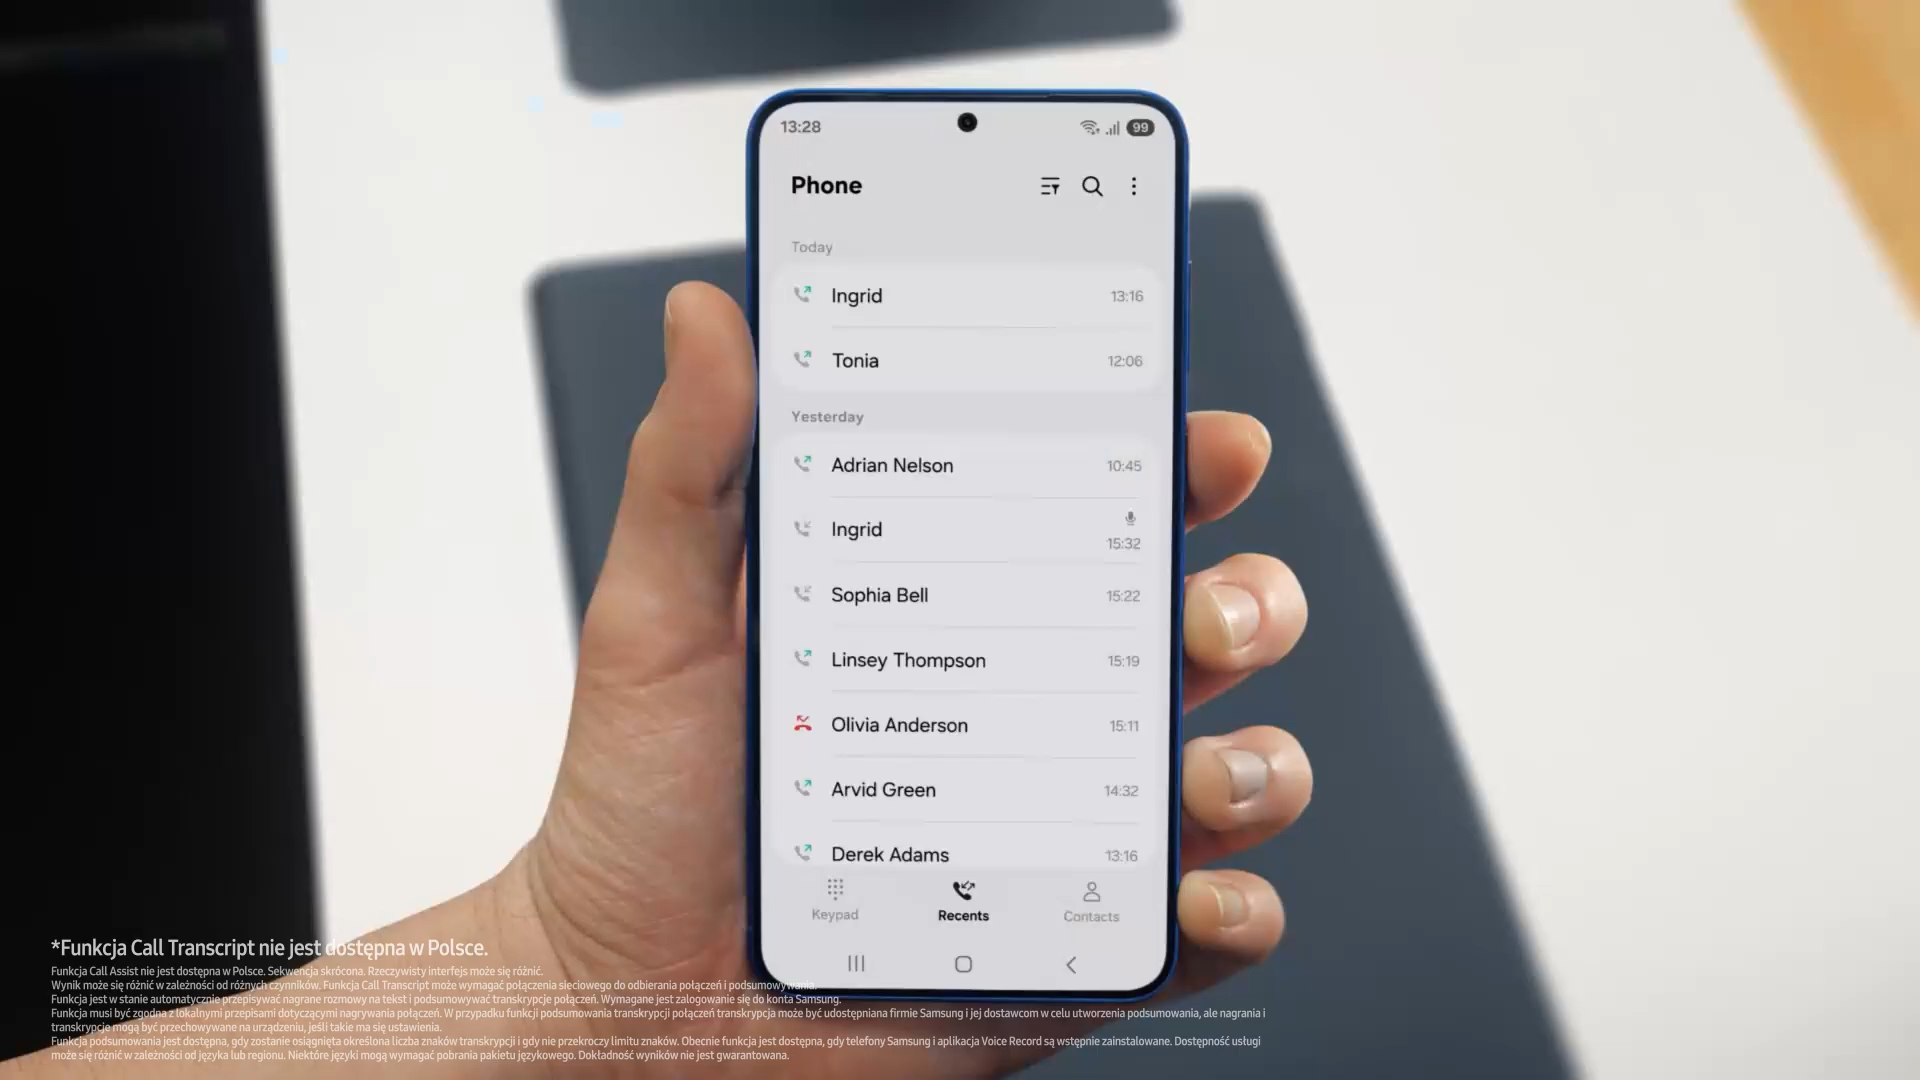 13:28
99
Phone
Today
Ingrid
13:16
Tonia
12:06
Yesterday
Adrian Nelson
10:45
Ingrid
15:32
Sophia Bell
15:22
Linsey Thompson
15:19
Olivia Anderson
15:11
Arvid Green
14:32
Derek Adams
13:16
Keypad
Recents
Contacts
*Funkcja Call Transcript nie jest dostępna w Polsce.
Funkcja Call Assist nie jest dostępna w Polsce. Sekwencja skrócona. Rzeczywisty interfejs może się różnić.
Wynik może się różnić w zależności od różnych czynników. Funkcja Call Transcript może wymagać połączenia sieciowego do odbierania połączeń i podsumowywania.
Funkcja jest w stanie automatycznie przepisywać nagrane rozmowy na tekst i podsumowywać transkrypcje połączeń. Wymagane jest zalogowanie się do konta Samsung.
Funkcja musi być zgodna z lokalnymi przepisami dotyczącymi nagrywania połączeń. W przypadku funkcji podsumowania transkrypcji połączeń transkrypcja może być udostępniana firmie Samsung i jej dostawcom w celu utworzenia podsumowania, ale nagrania i
transkrypcje mogą być przechowywane na urządzeniu, jeśli takie ma się ustawienia.
Funkcja podsumowania jest dostępna, gdy zostanie osiągnięta określona liczba znaków transkrypcji i gdy nie przekroczy limitu znaków. Obecnie funkcja jest dostępna, gdy telefony Samsung i aplikacja Voice Record są wstępnie zainstalowane. Dostępność usługi
może się różnić w zależności od języka lub regionu. Niektóre języki mogą wymagać pobrania pakietu językowego. Dokładność wyników nie jest gwarantowana.